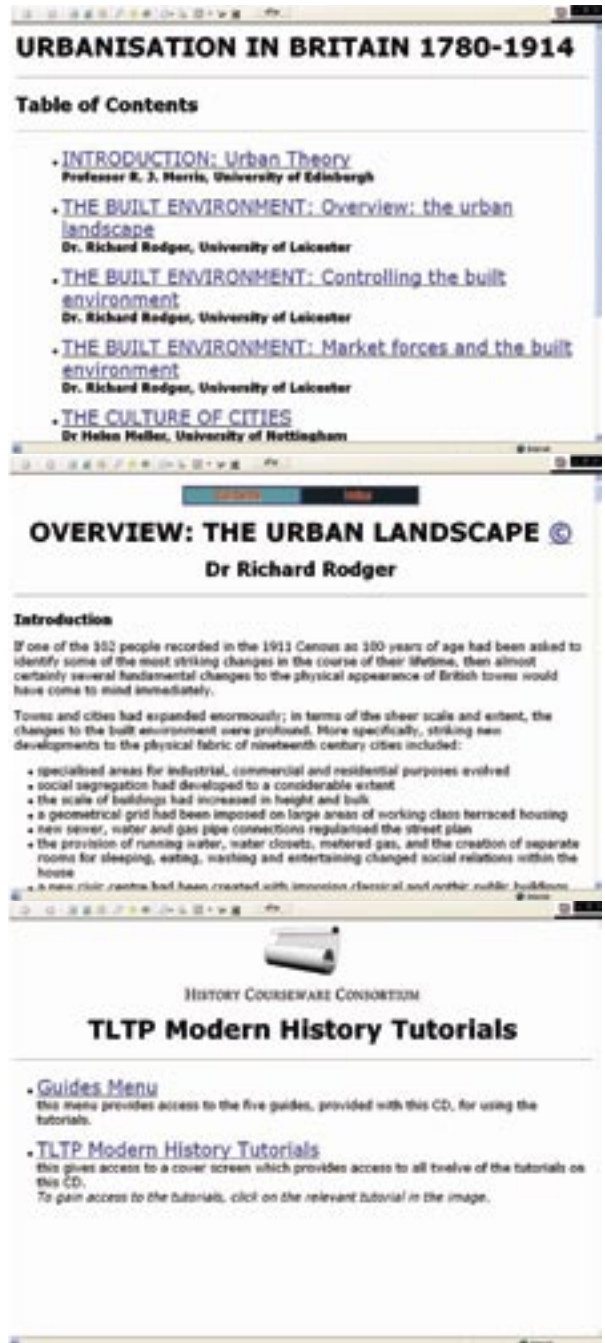 URBANISATION IN BRITAIN 1780-1914
Table of Contents
INTRODUCTION: Urban Theory
Professor R. J. Morris, University of Edinburgh
THE BUILT ENVIRONMENT: Overview: the urban
landscape
Dr. Richard Rodger, University of Leicester
THE BUILT ENVIRONMENT: Controlling the built
environment
Dr. Richard Rodger, University of Leicester
THE BUILT ENVIRONMENT: Market forces and the built
environment
Dr. Richard Rodger, University of Leicester
THE CULTURE OF CITIES
Dr Helen Meller, University of Nottingham
OVERVIEW: THE URBAN LANDSCAPE ©
Dr Richard Rodger
Introduction
If one of the 102 people recorded in the 1911 Census as 100 years of age had been asked to
identify some of the most striking changes in the course of their lifetime, then almost
certainly several fundamental changes to the physical appearance of British towns would
have come to mind immediately.
Towns and cities had expanded enormously; in terms of the sheer scale and extent, the
changes to the built environment were profound. More specifically, striking new
developments to the physical fabric of nineteenth century cities included:
specialised areas for industrial, commercial and residential purposes evolved
social segregation had developed to a considerable extent
the scale of buildings had increased in height and bulk
a geometrical grid had been imposed on large areas of working class terraced housing
new sewer, water and gas pipe connections regularised the street plan
the provision of running water, water closets, metered gas, and the creation of separate
rooms for sleeping, eating, washing and entertaining changed social relations within the
house
a new civic centre had been created with imposing classical and gothic public buildings
HISTORY COURSEWARE CONSORTIUM
TLTP Modern History Tutorials
Guides Menu
this menu provides access to the five guides, provided with this CD, for using the
tutorials.
TLTP Modern History Tutorials
this gives access to a cover screen which provides access to all twelve of the tutorials on
this CD.
To gain access to the tutorials, click on the relevant tutorial in the image.